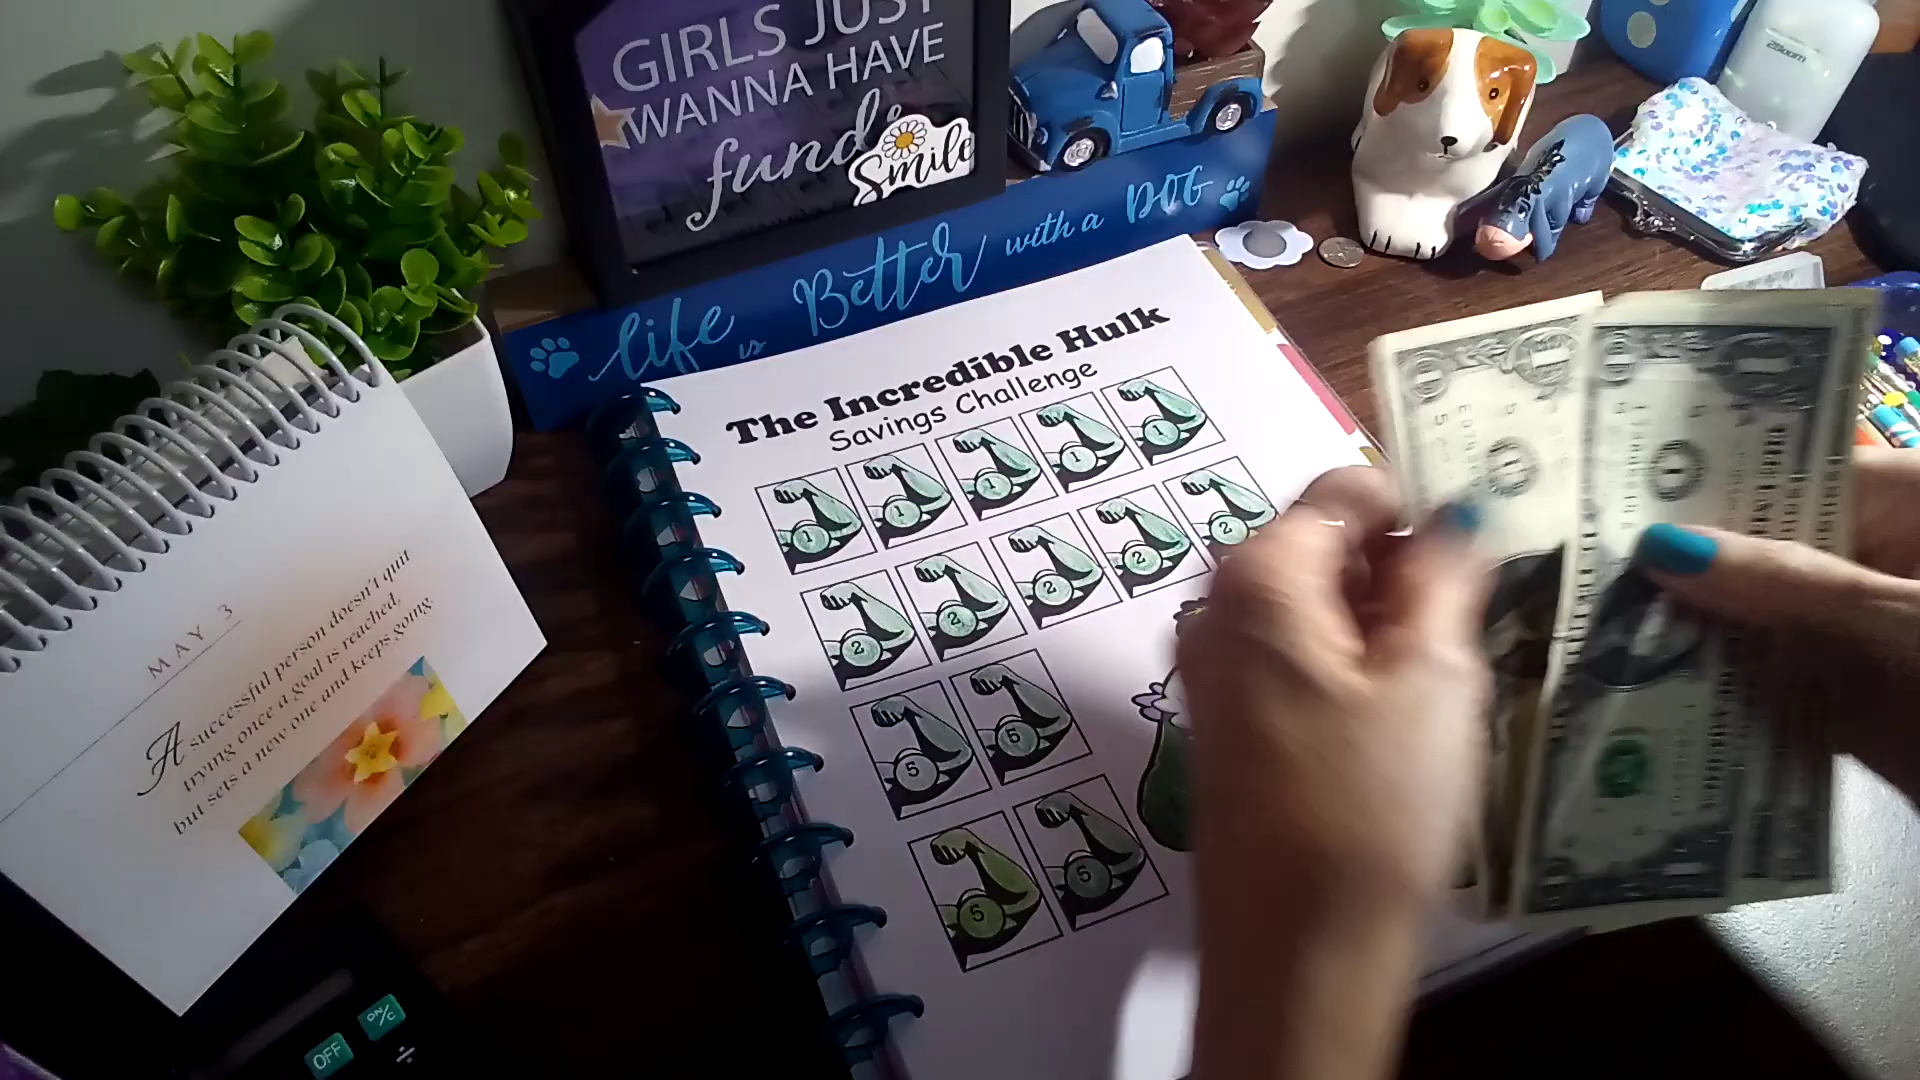 GIRLS JUST
WANNA HAVE
funds
Smile
life is Better with a DOG
The Incredible Hulk
Savings Challenge
1 1 1 1 1
2 2 2 2 2
5 5
5 5
MAY 3
A successful person doesn't quit
trying once a goal is reached,
but sets a new one and keeps going.
OFF
ON/C
÷
1
1